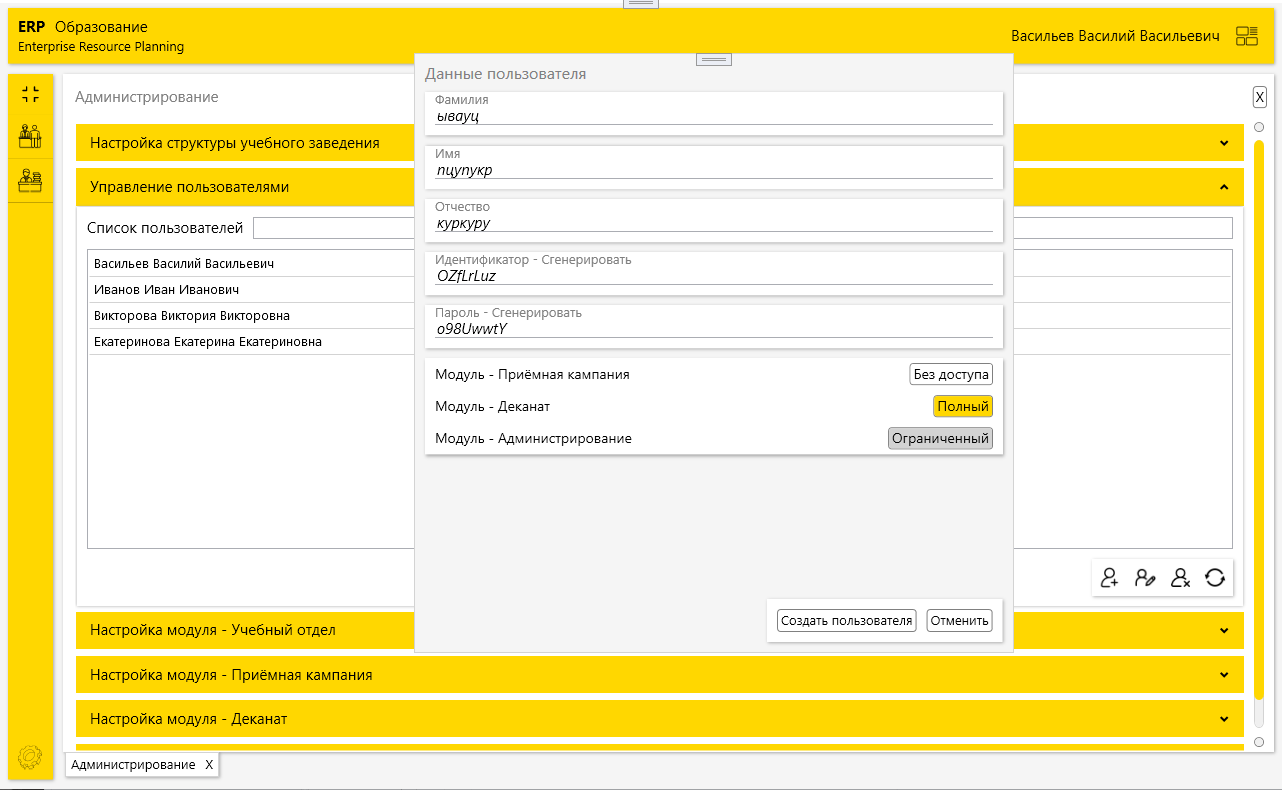 ERP Образование
Enterprise Resource Planning
Васильев Василий Васильевич
Администрирование
X
Настройка структуры учебного заведения
Управление пользователями
Список пользователей
Васильев Василий Васильевич
Иванов Иван Иванович
Викторова Виктория Викторовна
Екатеринова Екатерина Екатериновна
Данные пользователя
Фамилия
ывауц
Имя
пцупукр
Отчество
куркуру
Идентификатор - Сгенерировать
OZfLrLuz
Пароль - Сгенерировать
o98UwwtY
Модуль - Приёмная кампания Без доступа
Модуль - Деканат Полный
Модуль - Администрирование Ограниченный
Создать пользователя Отменить
Настройка модуля - Учебный отдел
Настройка модуля - Приёмная кампания
Настройка модуля - Деканат
Администрирование X